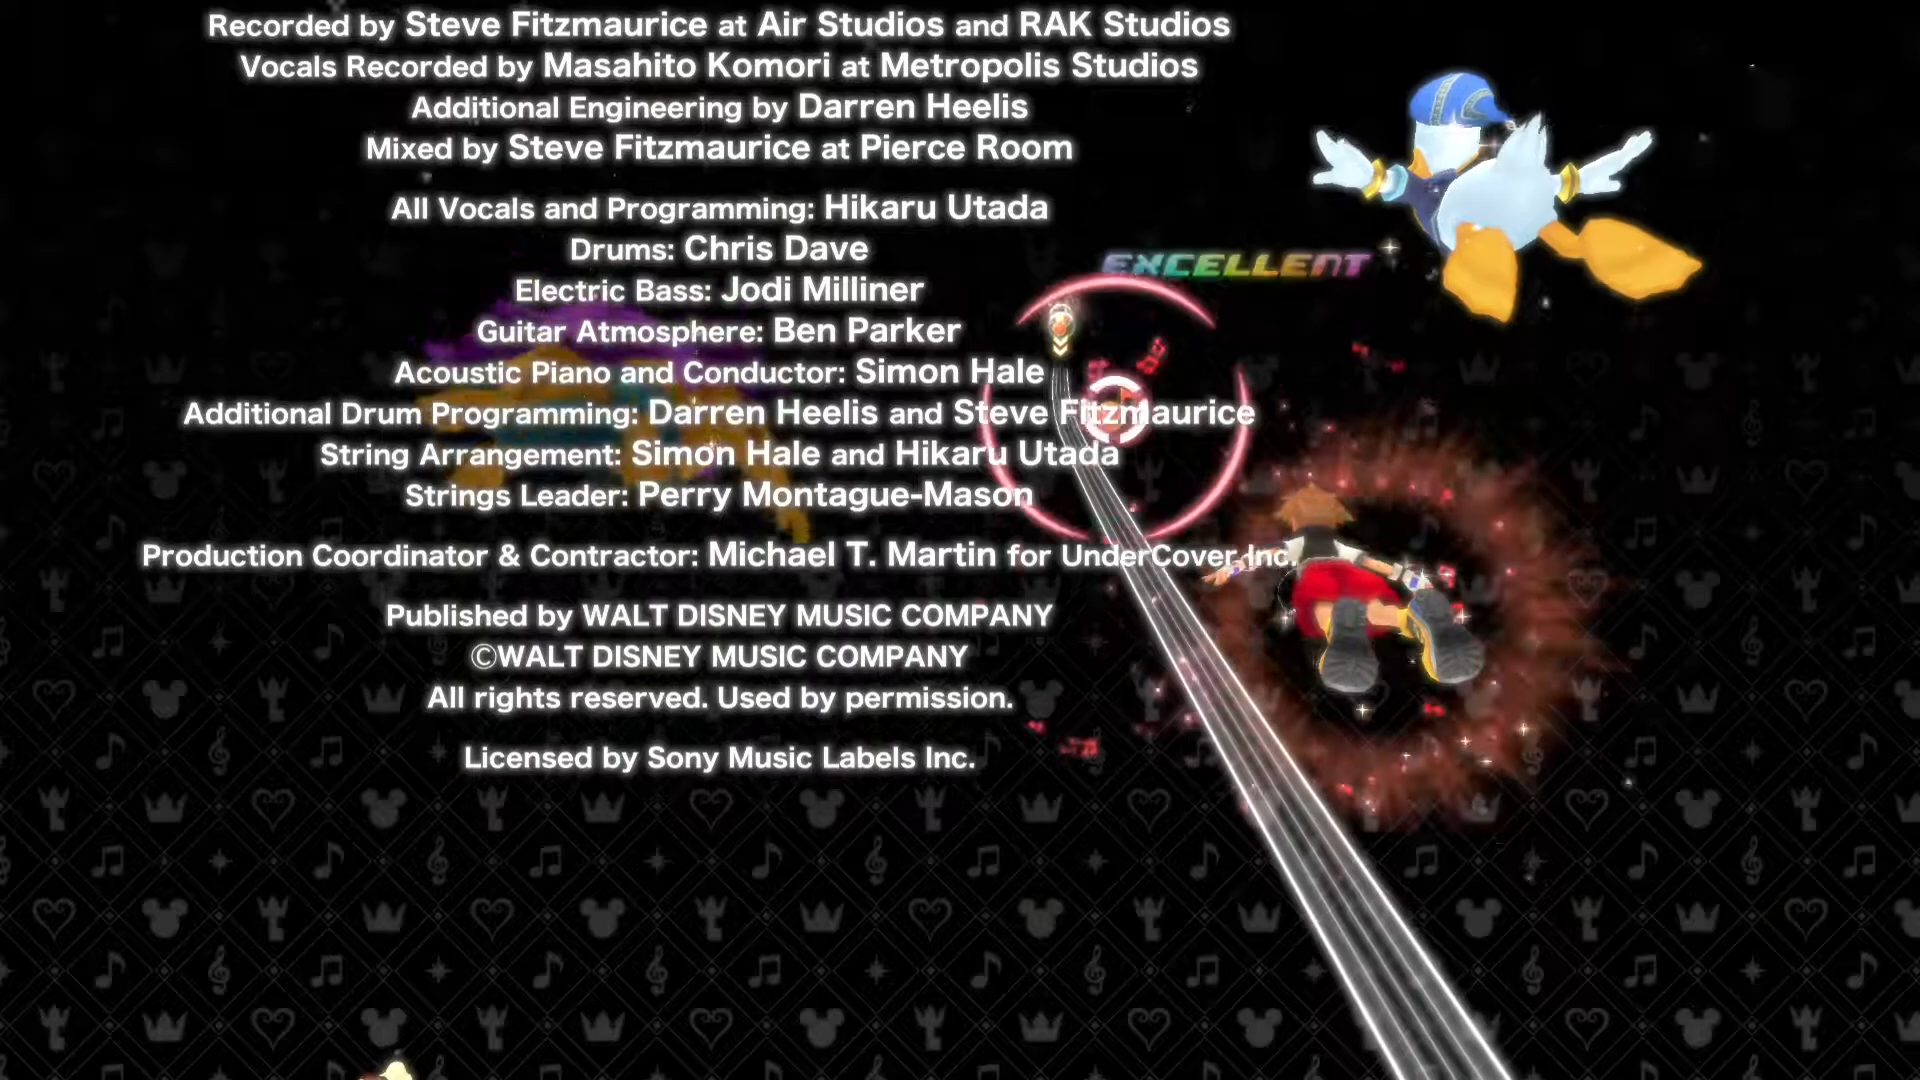 Recorded by Steve Fitzmaurice at Air Studios and RAK Studios
Vocals Recorded by Masahito Komori at Metropolis Studios
Additional Engineering by Darren Heelis
Mixed by Steve Fitzmaurice at Pierce Room
All Vocals and Programming: Hikaru Utada
Drums: Chris Dave
EXCELLENT
Electric Bass: Jodi Milliner
Guitar Atmosphere: Ben Parker
Acoustic Piano and Conductor: Simon Hale
Additional Drum Programming: Darren Heelis and Steve Fitzmaurice
String Arrangement: Simon Hale and Hikaru Utada
Strings Leader: Perry Montague-Mason
Production Coordinator & Contractor: Michael T. Martin for UnderCover,Inc.
Published by WALT DISNEY MUSIC COMPANY
©WALT DISNEY MUSIC COMPANY
All rights reserved. Used by permission.
Licensed by Sony Music Labels Inc.